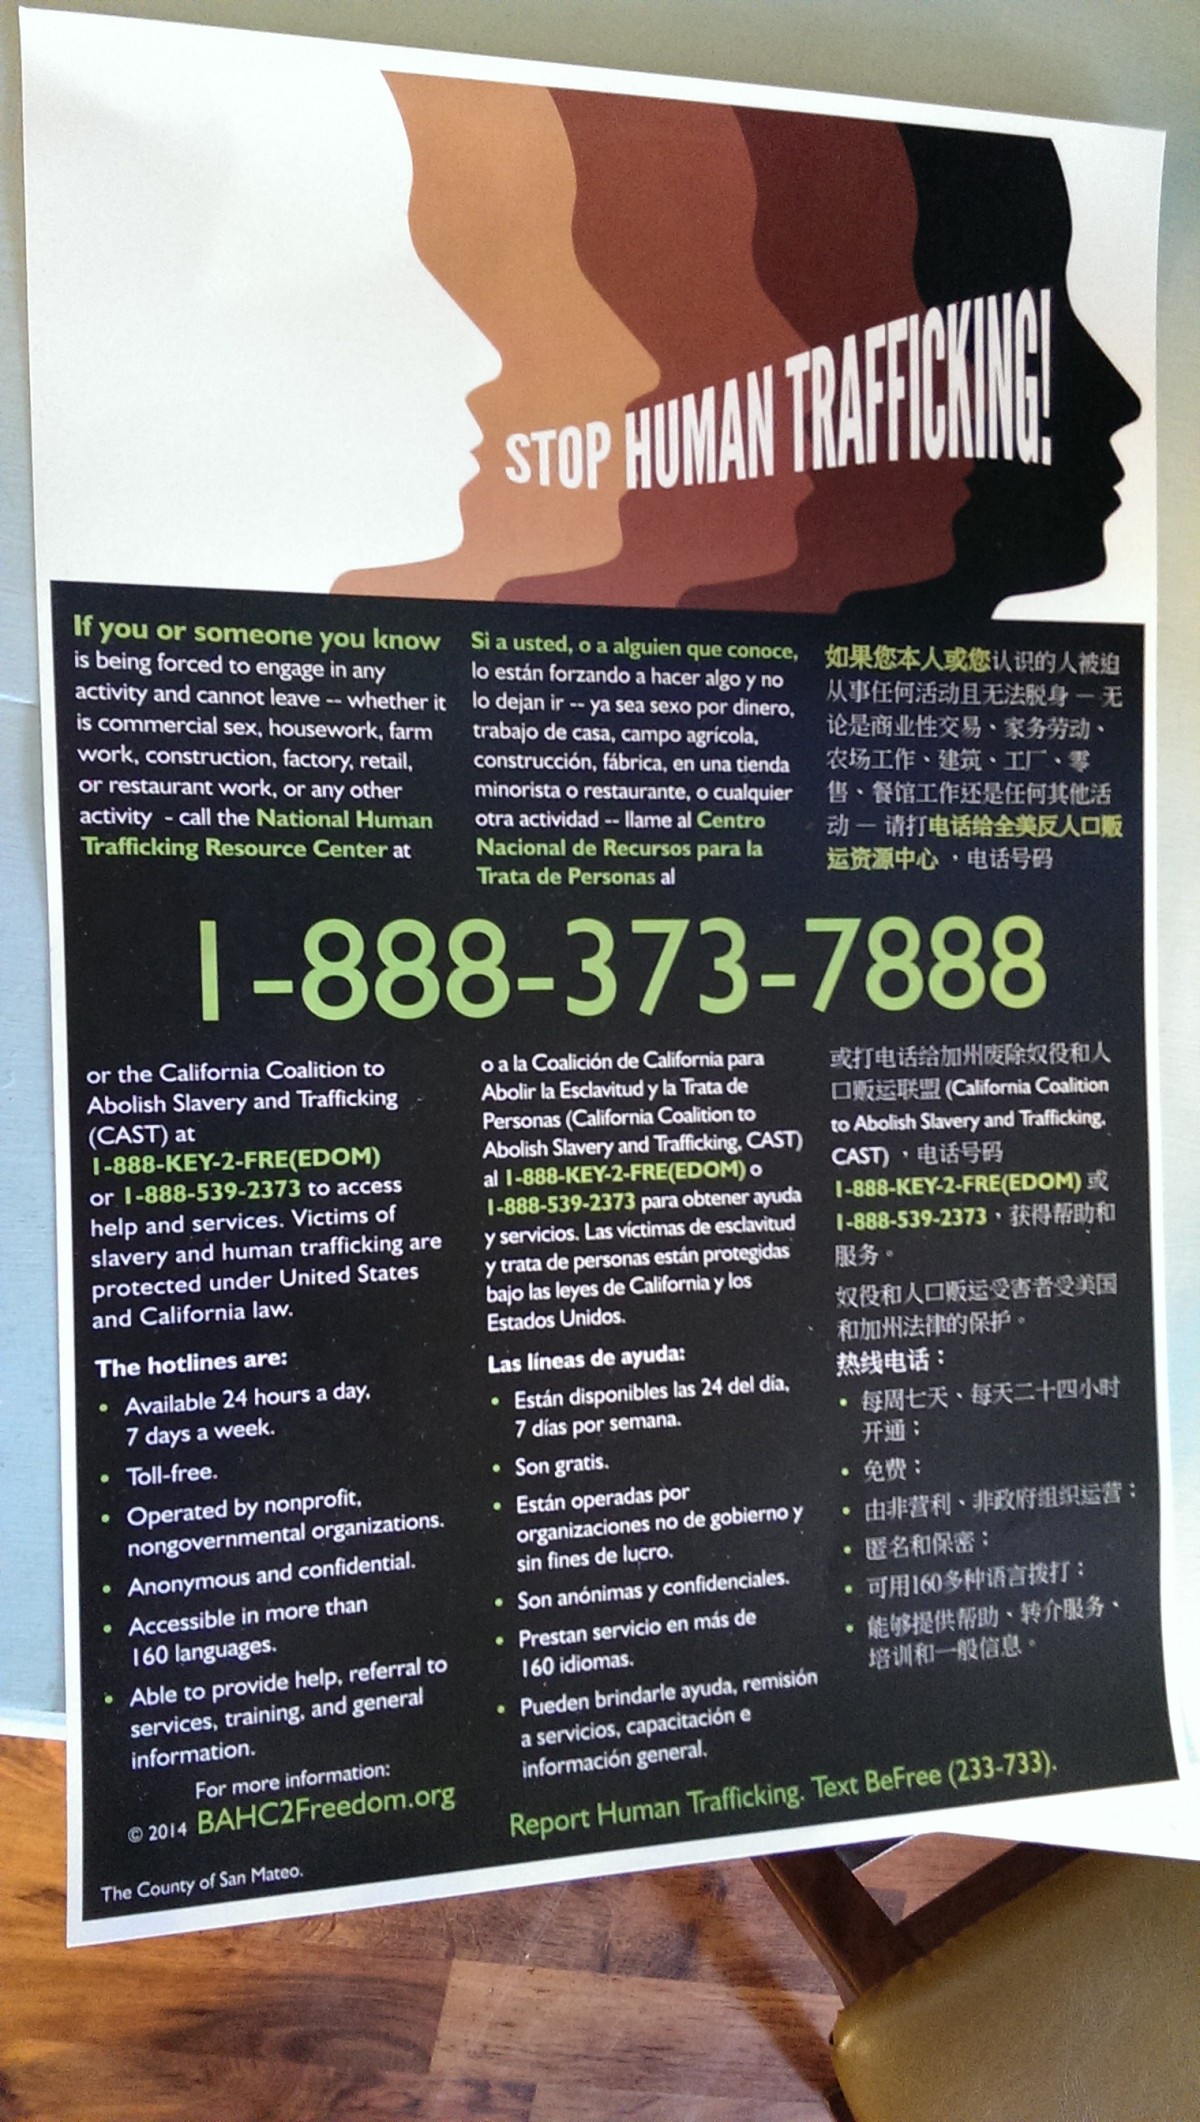 STOP HUMAN TRAFFICKING!
If you or someone you know
is being forced to engage in any
activity and cannot leave -- whether it
is commercial sex, housework, farm
work, construction, factory, retail,
or restaurant work, or any other
activity - call the National Human
Trafficking Resource Center at
Si a usted, o a alguien que conoce,
lo están forzando a hacer algo y no
lo dejan ir -- ya sea sexo por dinero,
trabajo de casa, campo agrícola,
construcción, fábrica, en una tienda
minorista o restaurante, o cualquier
otra actividad -- llame al Centro
Nacional de Recursos para la
Trata de Personas al
如果您本人或您认识的人被迫
从事任何活动且无法脱身 — 无
论是商业性交易、家务劳动、
农场工作、建筑、工厂、零
售、餐馆工作还是任何其他活
动 — 请打电话给全美反人口贩
运资源中心，电话号码
1-888-373-7888
or the California Coalition to
Abolish Slavery and Trafficking
(CAST) at
1-888-KEY-2-FRE(EDOM)
or 1-888-539-2373 to access
help and services. Victims of
slavery and human trafficking are
protected under United States
and California law.
The hotlines are:
• Available 24 hours a day,
7 days a week.
• Toll-free.
• Operated by nonprofit,
nongovernmental organizations.
• Anonymous and confidential.
• Accessible in more than
160 languages.
• Able to provide help, referral to
services, training, and general
information.
o a la Coalición de California para
Abolir la Esclavitud y la Trata de
Personas (California Coalition to
Abolish Slavery and Trafficking, CAST)
al 1-888-KEY-2-FRE(EDOM) o
1-888-539-2373 para obtener ayuda
y servicios. Las víctimas de esclavitud
y trata de personas están protegidas
bajo las leyes de California y los
Estados Unidos.
Las líneas de ayuda:
• Están disponibles las 24 del día,
7 días por semana.
• Son gratis.
• Están operadas por
organizaciones no de gobierno y
sin fines de lucro.
• Son anónimas y confidenciales.
• Prestan servicio en más de
160 idiomas.
• Pueden brindarle ayuda, remisión
a servicios, capacitación e
información general.
或打电话给加州废除奴役和人
口贩运联盟 (California Coalition
to Abolish Slavery and Trafficking,
CAST)，电话号码
1-888-KEY-2-FRE(EDOM) 或
1-888-539-2373，获得帮助和
服务。
奴役和人口贩运受害者受美国
和加州法律的保护。
热线电话：
• 每周七天、每天二十四小时
开通；
• 免费；
• 由非营利、非政府组织运营；
• 匿名和保密；
• 可用160多种语言拨打；
• 能够提供帮助、转介服务、
培训和一般信息。
For more information:
© 2014 BAHC2Freedom.org
Report Human Trafficking. Text BeFree (233-733).
The County of San Mateo.